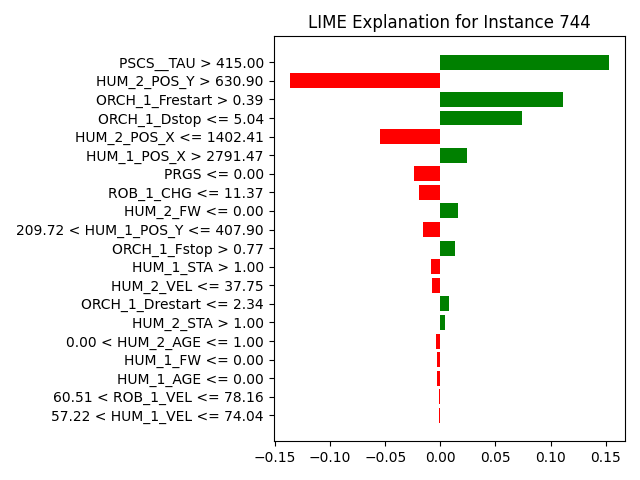 LIME Explanation for Instance 744
PSCS__TAU > 415.00
HUM_2_POS_Y > 630.90
ORCH_1_Frestart > 0.39
ORCH_1_Dstop <= 5.04
HUM_2_POS_X <= 1402.41
HUM_1_POS_X > 2791.47
PRGS <= 0.00
ROB_1_CHG <= 11.37
HUM_2_FW <= 0.00
209.72 < HUM_1_POS_Y <= 407.90
ORCH_1_Fstop > 0.77
HUM_1_STA > 1.00
HUM_2_VEL <= 37.75
ORCH_1_Drestart <= 2.34
HUM_2_STA > 1.00
0.00 < HUM_2_AGE <= 1.00
HUM_1_FW <= 0.00
HUM_1_AGE <= 0.00
60.51 < ROB_1_VEL <= 78.16
57.22 < HUM_1_VEL <= 74.04
−0.15 −0.10 −0.05 0.00 0.05 0.10 0.15